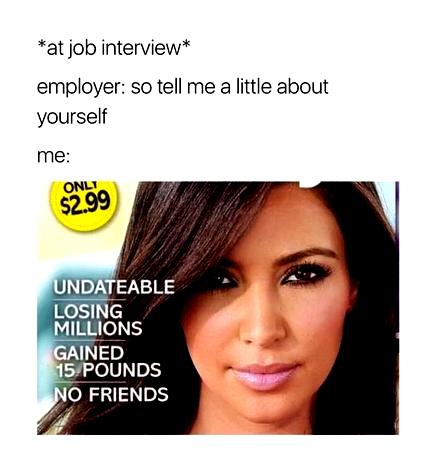 *at job interview*
employer: so tell me a little about
yourself
me:
ONLY
$2.99
UNDATEABLE
LOSING
MILLIONS
GAINED
15 POUNDS
NO FRIENDS